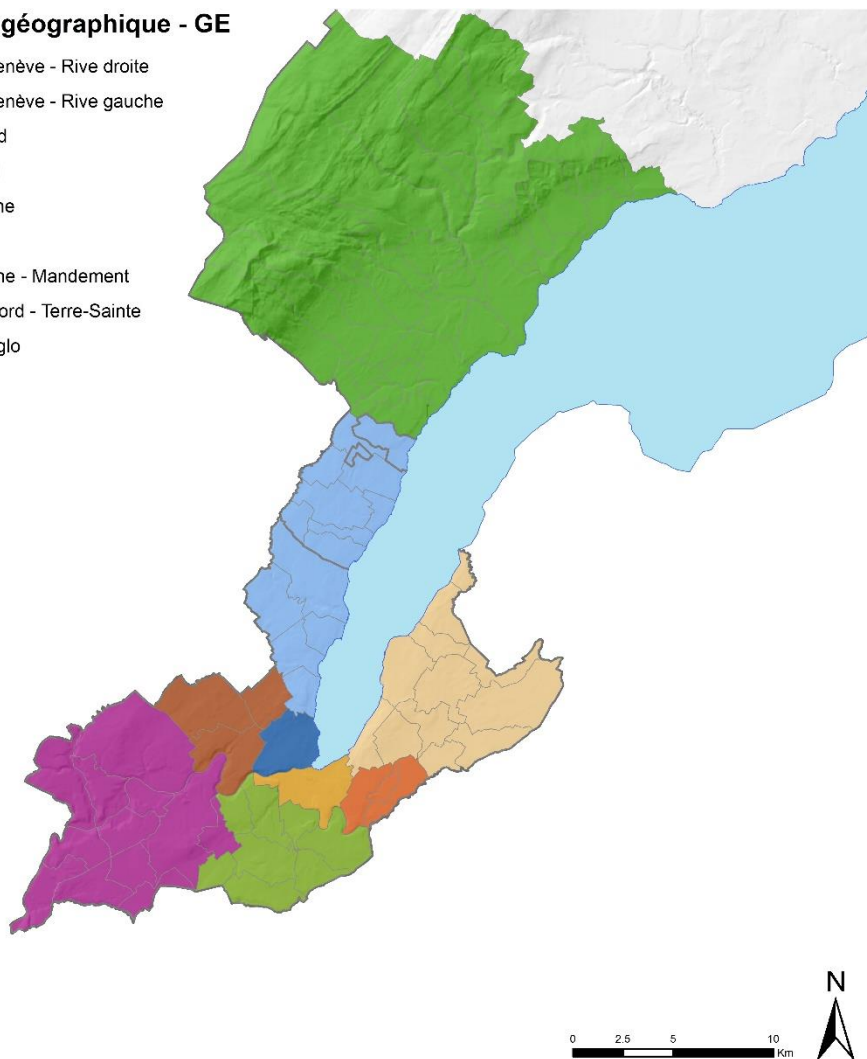 géographique - GE
enève - Rive droite
enève - Rive gauche
d
ne
ne - Mandement
ord - Terre-Sainte
glo
N
0 2.5 5 10
Km